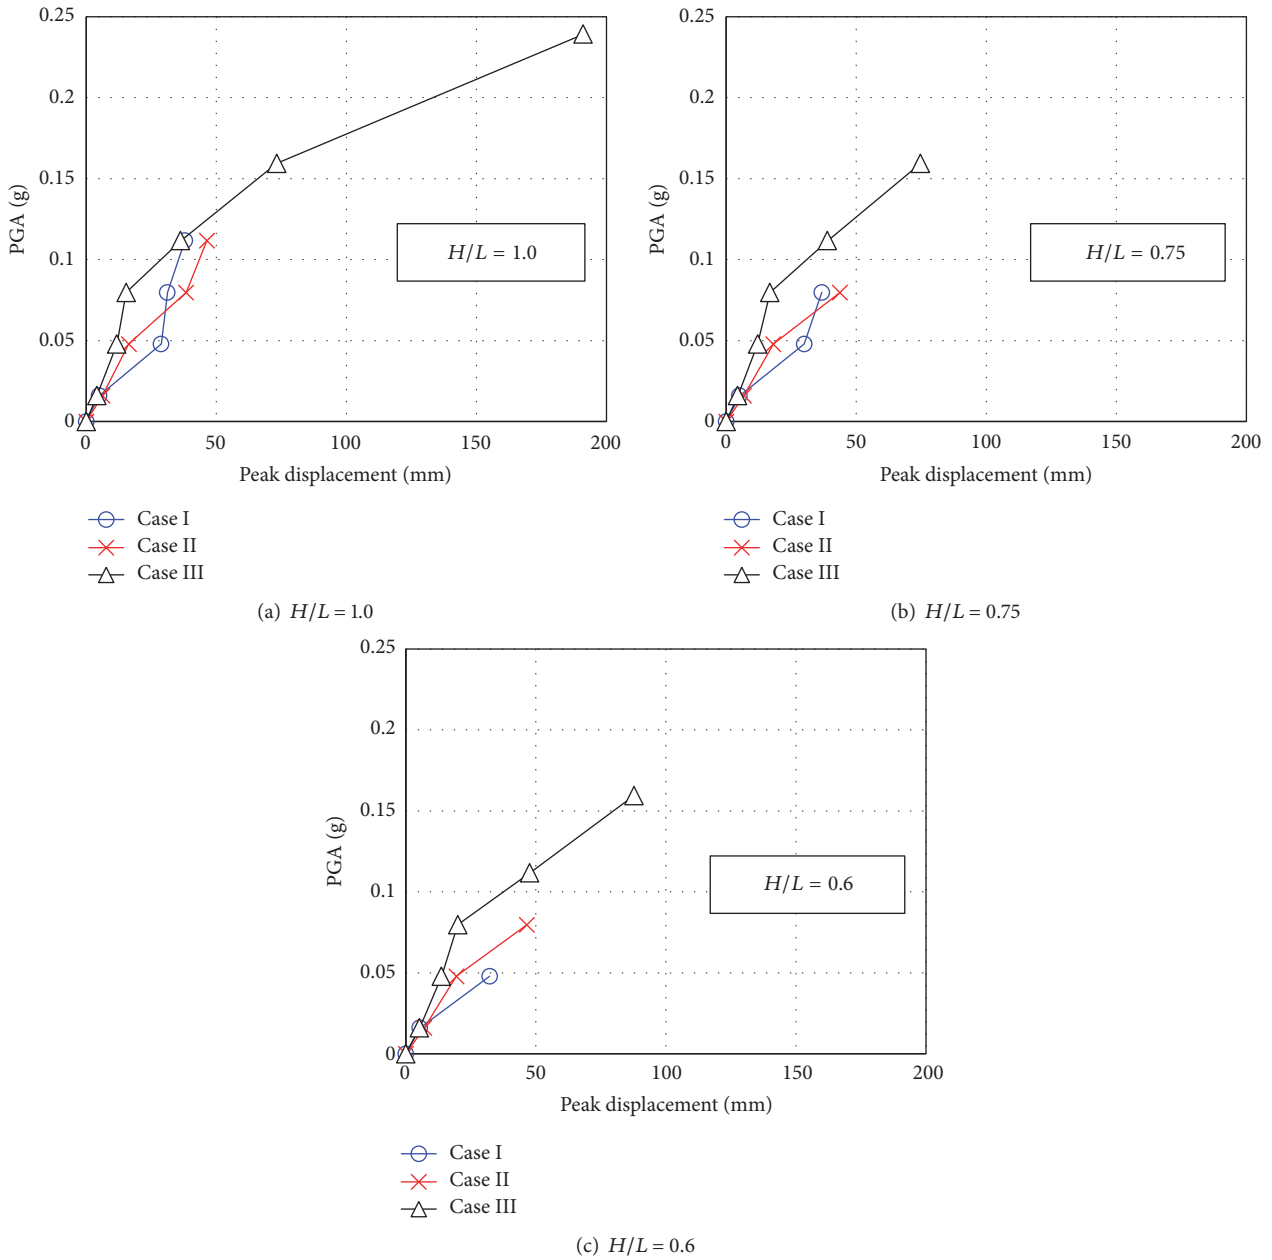 0.25
0.2
0.15
0.1
0.05
0
PGA (g)
H/L = 1.0
0 50 100 150 200
Peak displacement (mm)
Case I
Case II
Case III
(a) H/L = 1.0
0.25
0.2
0.15
0.1
0.05
0
PGA (g)
H/L = 0.75
0 50 100 150 200
Peak displacement (mm)
Case I
Case II
Case III
(b) H/L = 0.75
0.25
0.2
0.15
0.1
0.05
0
PGA (g)
H/L = 0.6
0 50 100 150 200
Peak displacement (mm)
Case I
Case II
Case III
(c) H/L = 0.6